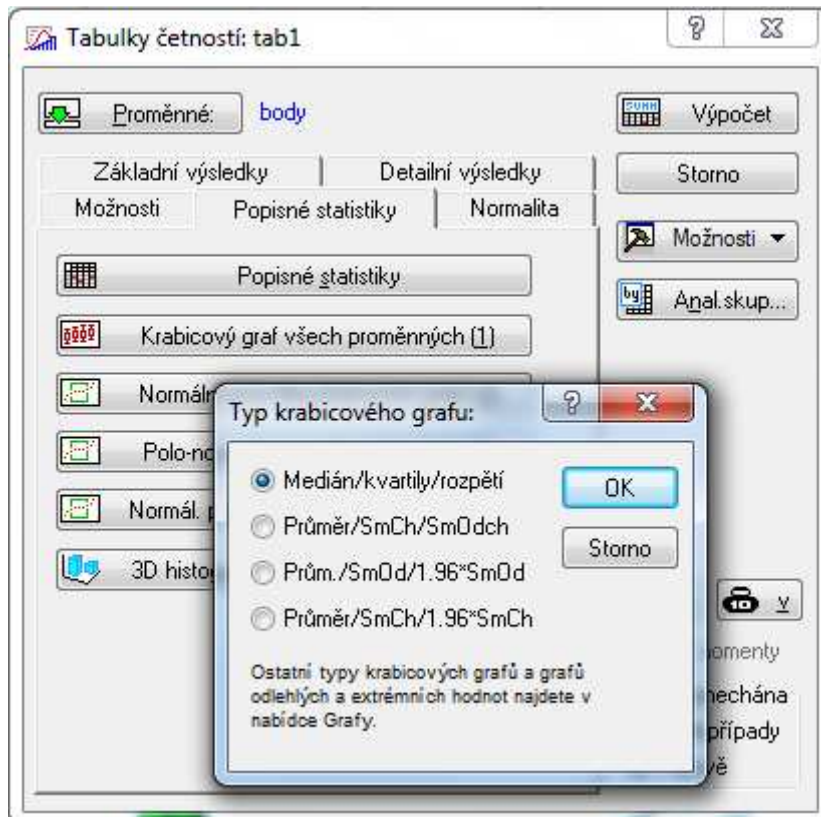 Tabulky četností: tab1
Proměnné: body
Výpočet
Základní výsledky Detailní výsledky
Storno
Možnosti Popisné statistiky Normalita
Možnosti
Popisné statistiky
by Anal.skup...
Krabicový graf všech proměnných (1)
Typ krabicového grafu:
Medián/kvartily/rozpětí
OK
Normál.
Průměr/SmCh/SmOdch
Storno
3D
Prům./SmOd/1.96*SmOd
v
Průměr/SmCh/1.96*SmCh
Ostatní typy krabicových grafů a grafů
odlehlých a extrémních hodnot najdete v
nabídce Grafy.